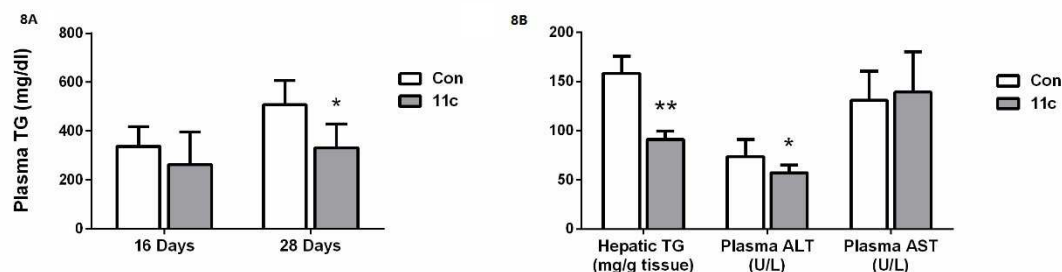 8A
Plasma TG (mg/dl)
800
600
400
200
0
*
16 Days
28 Days
Con
11c
8B
200
150
100
50
0
**
*
Hepatic TG
(mg/g tissue)
Plasma ALT
(U/L)
Plasma AST
(U/L)
Con
11c